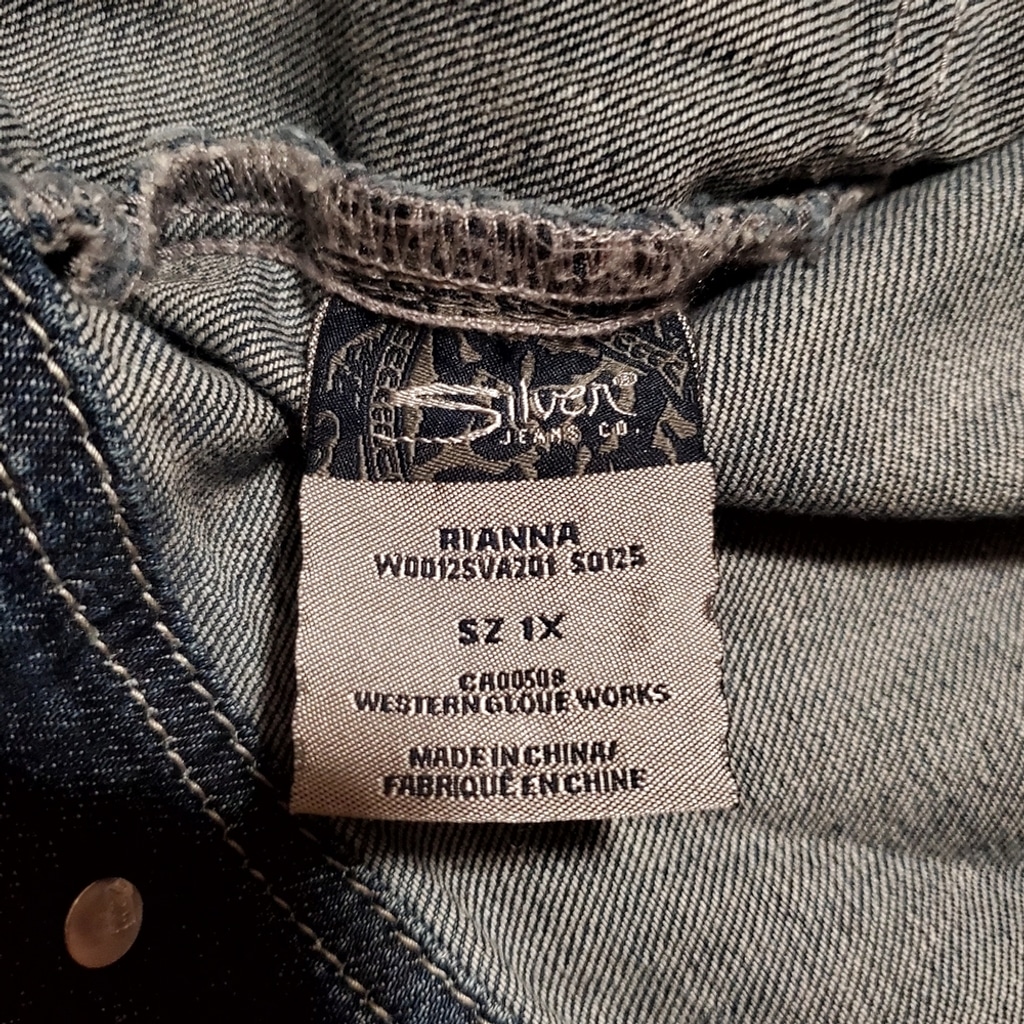 Silver®
JEANS CO.
RIANNA
W0012SVA201 S0125
SZ 1X
CA00508
WESTERN GLOVE WORKS
MADE IN CHINA/
FABRIQUÉ EN CHINE